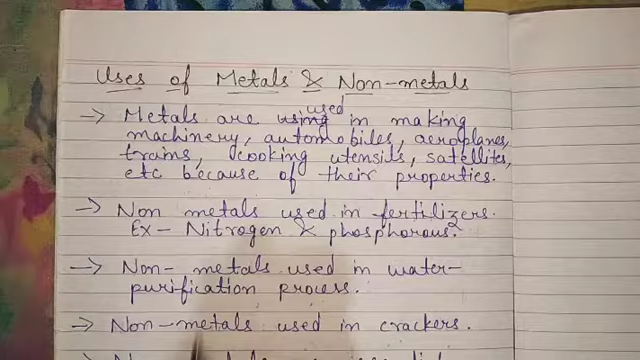 Uses of Metals & Non-metals
used
→ Metals are using in making
machinery, automobiles, aeroplanes,
trains, cooking utensils, satellites,
etc because of their properties.
→ Non metals used in fertilizers.
Ex- Nitrogen & phosphorous.
→ Non- metals used in water-
purification process.
→ Non-metals used in crackers.